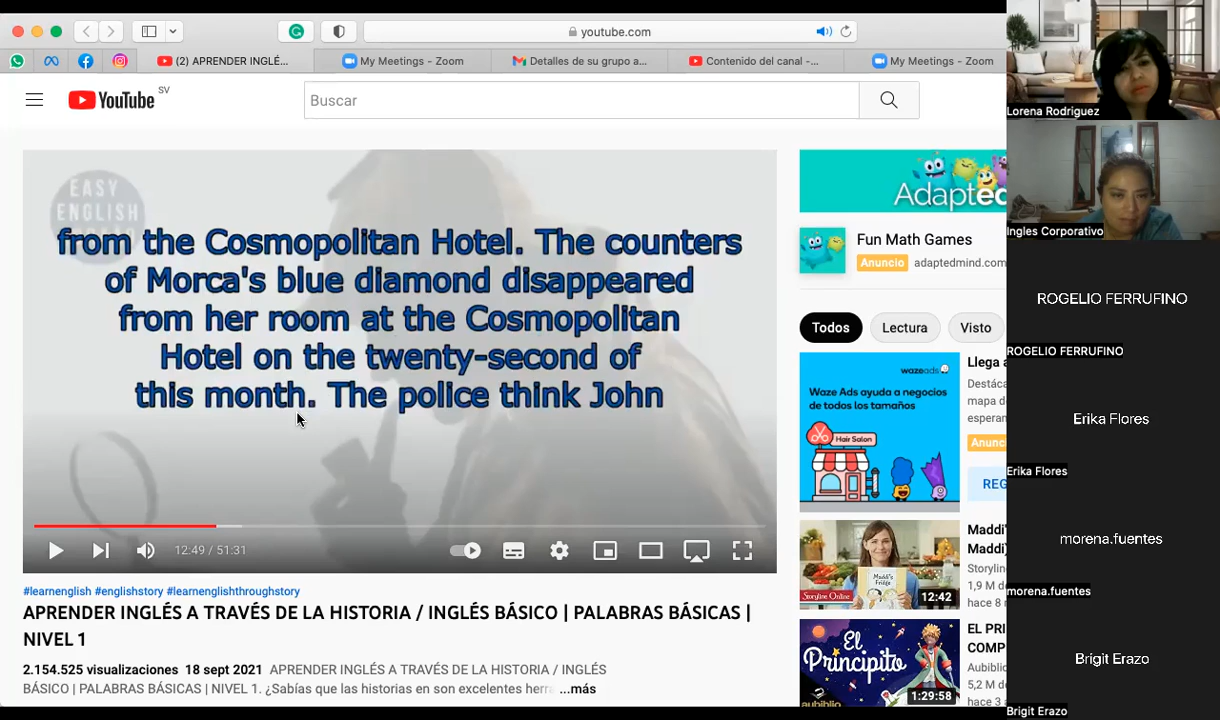 youtube.com
(2) APRENDER INGLÉ...
My Meetings - Zoom
Detalles de su grupo a...
Contenido del canal -...
My Meetings - Zoom
YouTube SV
Buscar
EASY
ENGLISH
from the Cosmopolitan Hotel. The counters
of Morca's blue diamond disappeared
from her room at the Cosmopolitan
Hotel on the twenty-second of
this month. The police think John
12:49 / 51:31
#learnenglish #englishstory #learnenglishthroughstory
APRENDER INGLÉS A TRAVÉS DE LA HISTORIA / INGLÉS BÁSICO | PALABRAS BÁSICAS |
NIVEL 1
2.154.525 visualizaciones 18 sept 2021 APRENDER INGLÉS A TRAVÉS DE LA HISTORIA / INGLÉS
BÁSICO | PALABRAS BÁSICAS | NIVEL 1. ¿Sabías que las historias en son excelentes herra ...más
Adapted
Fun Math Games
Anuncio adaptedmind.com
Todos
Lectura
Visto
wazeads
Waze Ads ayuda a negocios
de todos los tamaños
Hair Salon
Llega a
Destáca
mapa d
esperan
Anunc
REG
Maddi's
Fridge
Storyline Online
12:42
Maddi'
Maddi)
Storylin
1,9 M d
hace 8
El
Principito
aubiblio
1:29:58
EL PRI
COMP
Aubiblio
5,2 M d
hace 3
Lorena Rodriguez
Ingles Corporativo
ROGELIO FERRUFINO
ROGELIO FERRUFINO
Erika Flores
Erika Flores
morena.fuentes
morena.fuentes
Brigit Erazo
Brigit Erazo